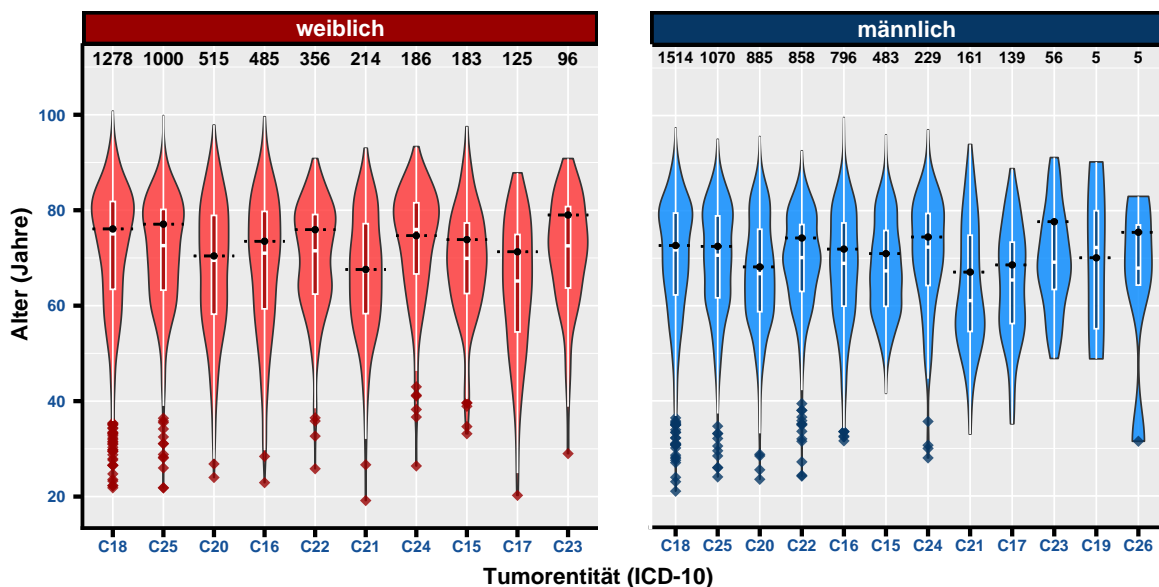 weiblich
männlich
1278 1000 515 485 356 214 186 183 125 96
1514 1070 885 858 796 483 229 161 139 56 5 5
Alter (Jahre)
100
80
60
40
20
C18 C25 C20 C16 C22 C21 C24 C15 C17 C23
C18 C25 C20 C22 C16 C15 C24 C21 C17 C23 C19 C26
Tumorentität (ICD-10)